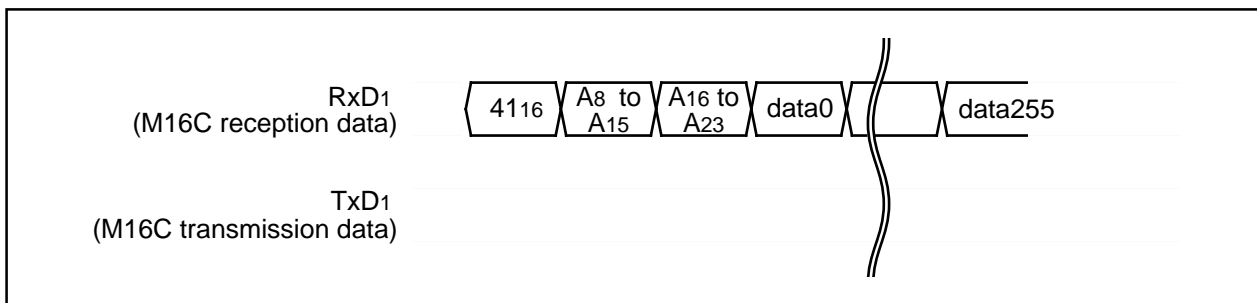 RxD1
(M16C reception data)
4116
A8 to
A15
A16 to
A23
data0
data255
TxD1
(M16C transmission data)